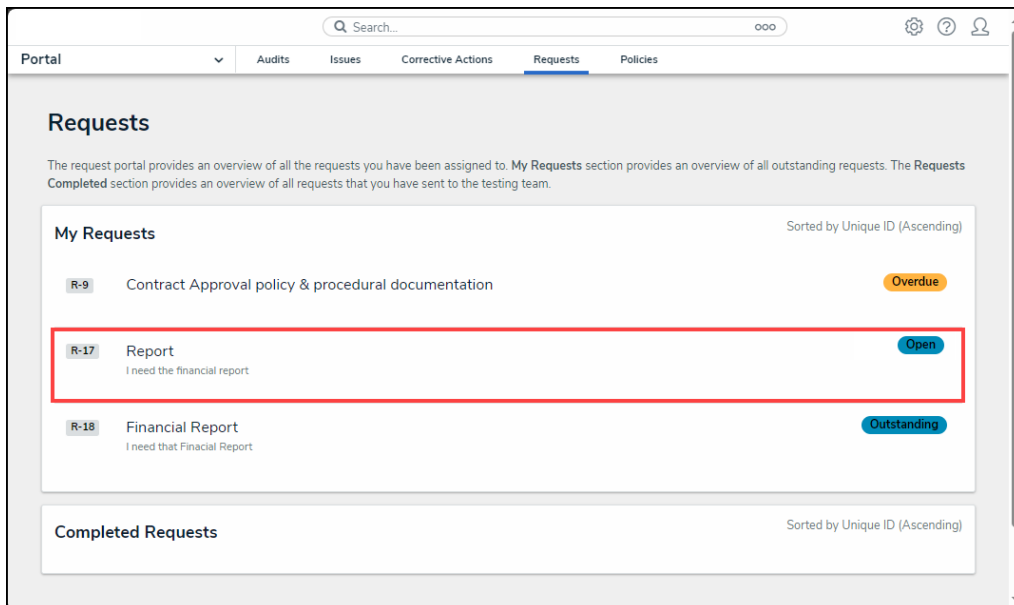 Search...
Portal
Audits
Issues
Corrective Actions
Requests
Policies
Requests
The request portal provides an overview of all the requests you have been assigned to. My Requests section provides an overview of all outstanding requests. The Requests
Completed section provides an overview of all requests that you have sent to the testing team.
My Requests
Sorted by Unique ID (Ascending)
R-9
Contract Approval policy & procedural documentation
Overdue
R-17
Report
Open
I need the financial report
R-18
Financial Report
Outstanding
I need that Finacial Report
Completed Requests
Sorted by Unique ID (Ascending)